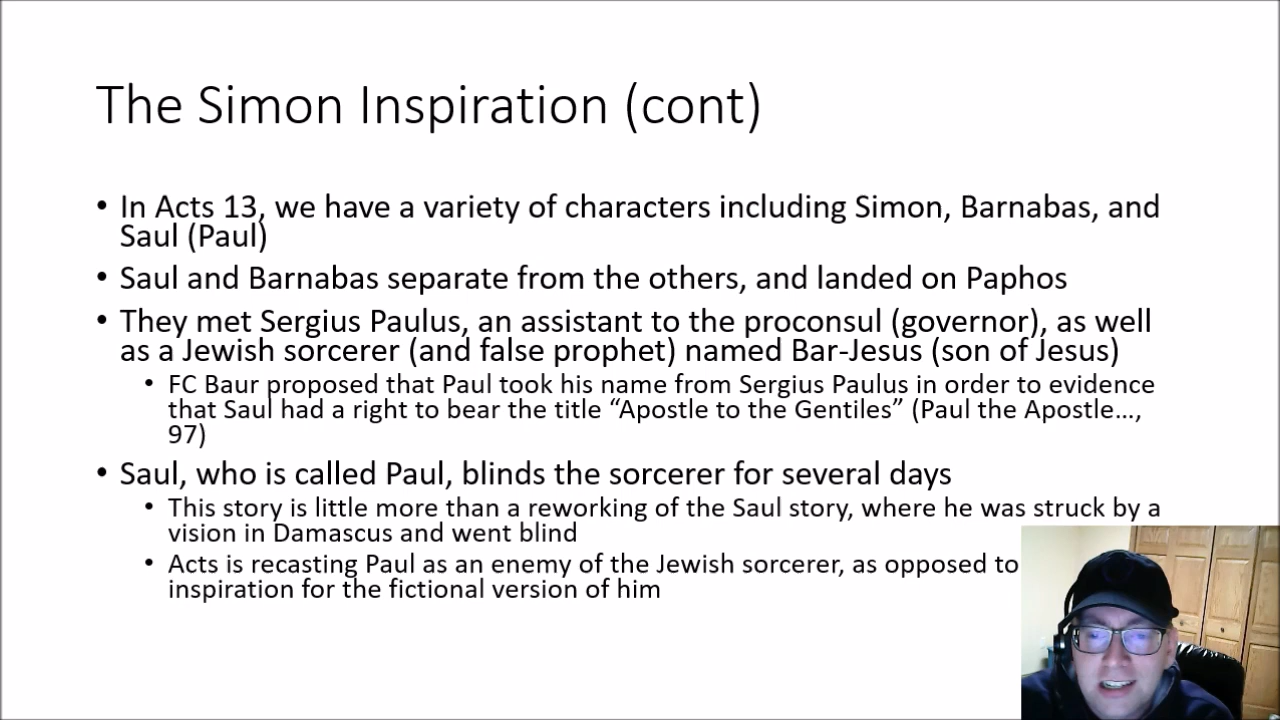 The Simon Inspiration (cont)
• In Acts 13, we have a variety of characters including Simon, Barnabas, and
Saul (Paul)
• Saul and Barnabas separate from the others, and landed on Paphos
• They met Sergius Paulus, an assistant to the proconsul (governor), as well
as a Jewish sorcerer (and false prophet) named Bar-Jesus (son of Jesus)
• FC Baur proposed that Paul took his name from Sergius Paulus in order to evidence
that Saul had a right to bear the title “Apostle to the Gentiles” (Paul the Apostle…,
97)
• Saul, who is called Paul, blinds the sorcerer for several days
• This story is little more than a reworking of the Saul story, where he was struck by a
vision in Damascus and went blind
• Acts is recasting Paul as an enemy of the Jewish sorcerer, as opposed to
inspiration for the fictional version of him